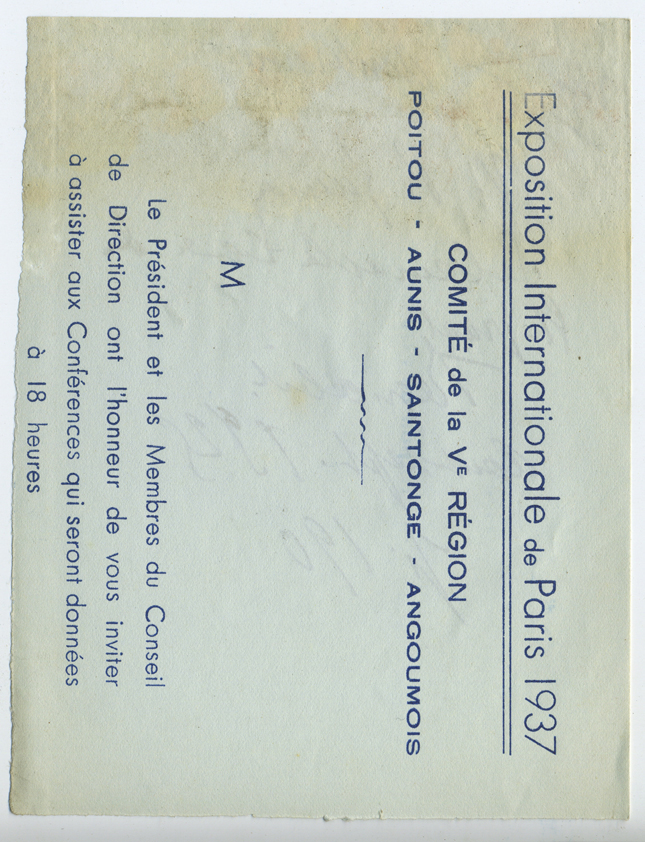 Exposition Internationale de Paris 1937
COMITÉ de la VE RÉGION
POITOU - AUNIS - SAINTONGE - ANGOUMOIS
M
Le Président et les Membres du Conseil
de Direction ont l'honneur de vous inviter
à assister aux Conférences qui seront données
à 18 heures